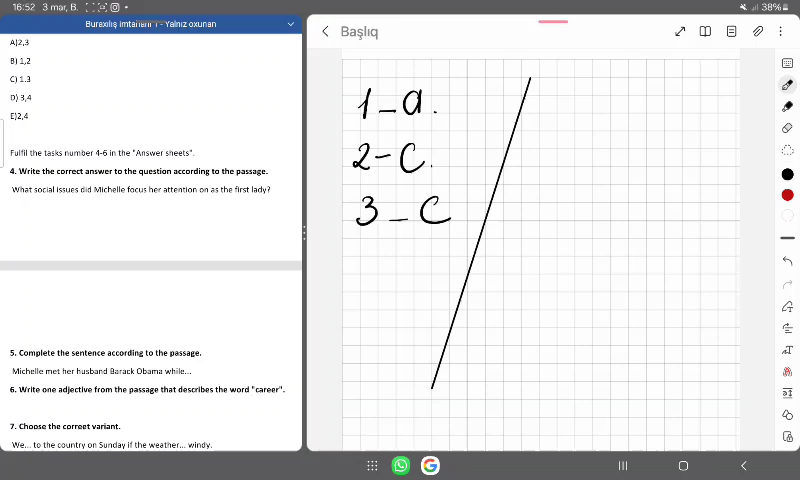 16:52 3 mar, B. 38%
Buraxılış imtahanı 1 - Yalnız oxunan
Başlıq
A)2,3
B) 1,2
C) 1.3
D) 3,4
E)2,4
Fulfil the tasks number 4-6 in the "Answer sheets".
4. Write the correct answer to the question according to the passage.
What social issues did Michelle focus her attention on as the first lady?
5. Complete the sentence according to the passage.
Michelle met her husband Barack Obama while...
6. Write one adjective from the passage that describes the word "career".
7. Choose the correet variant.
We... to the country on Sunday if the weather... windy.
1 - a.
2 - C.
3 - C